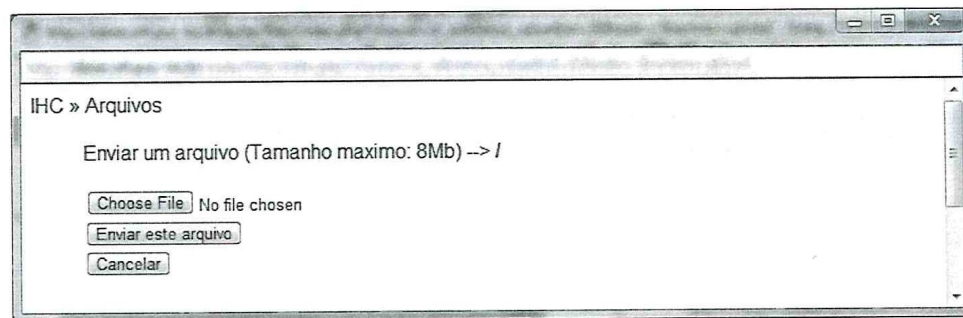 IHC » Arquivos
Enviar um arquivo (Tamanho maximo: 8Mb) --> /
Choose File No file chosen
Enviar este arquivo
Cancelar